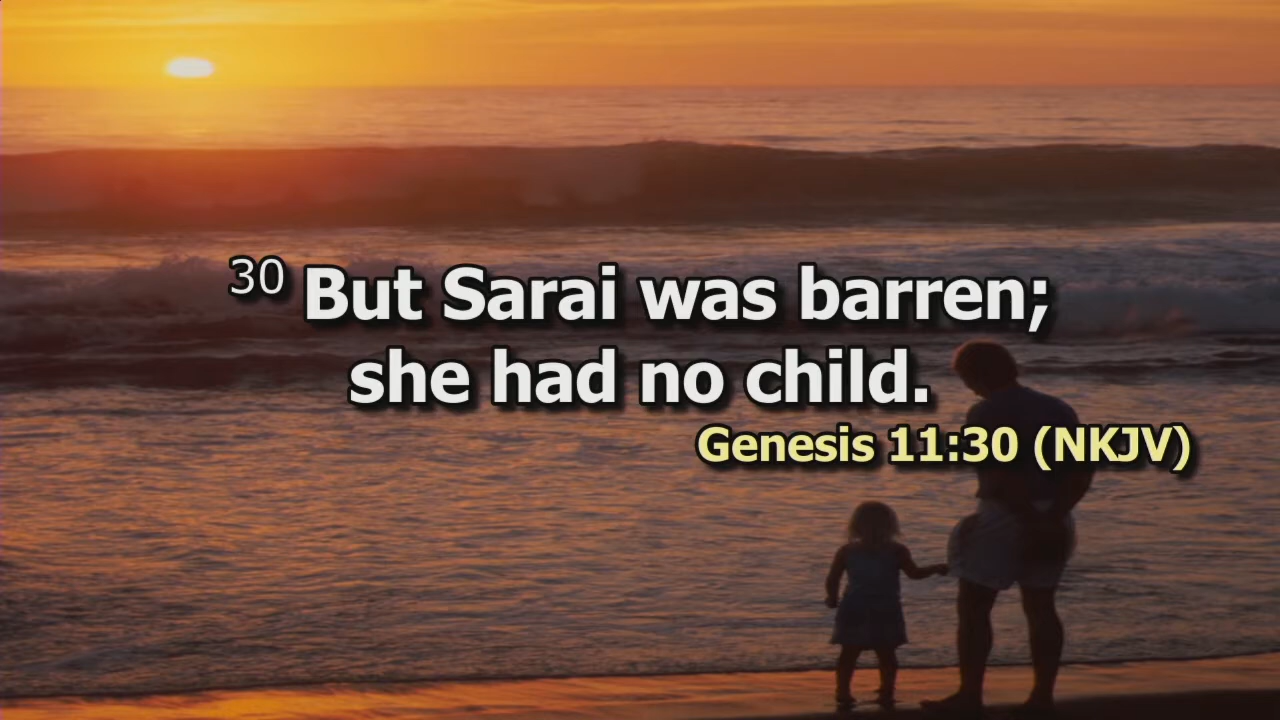 30 But Sarai was barren;
she had no child.
Genesis 11:30 (NKJV)